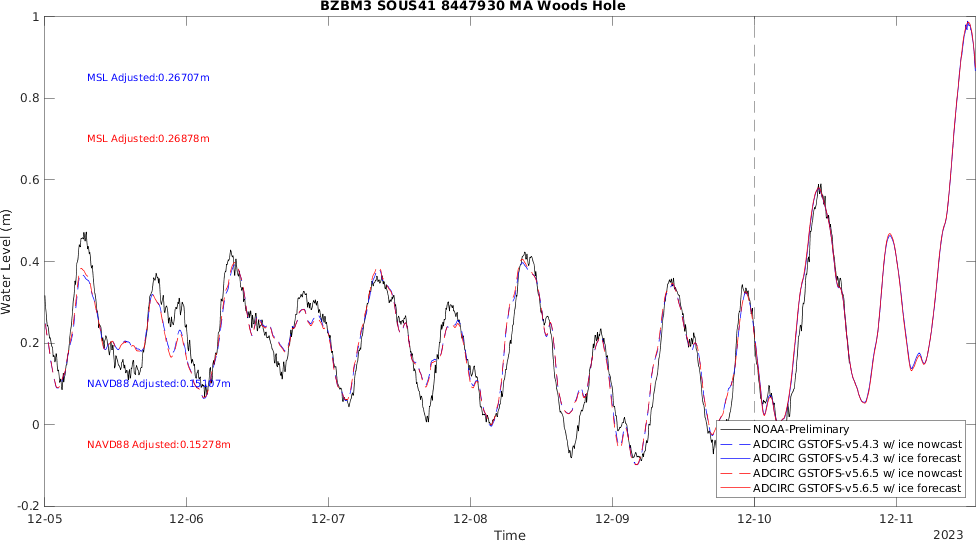 BZBM3 SOUS41 8447930 MA Woods Hole
1
0.8
0.6
0.4
0.2
0
-0.2
Water Level (m)
MSL Adjusted:0.26707m
MSL Adjusted:0.26878m
NAVD88 Adjusted:0.15107m
NAVD88 Adjusted:0.15278m
NOAA-Preliminary
ADCIRC GSTOFS-v5.4.3 w/ ice nowcast
ADCIRC GSTOFS-v5.4.3 w/ ice forecast
ADCIRC GSTOFS-v5.6.5 w/ ice nowcast
ADCIRC GSTOFS-v5.6.5 w/ ice forecast
12-05 12-06 12-07 12-08 12-09 12-10 12-11
Time
2023